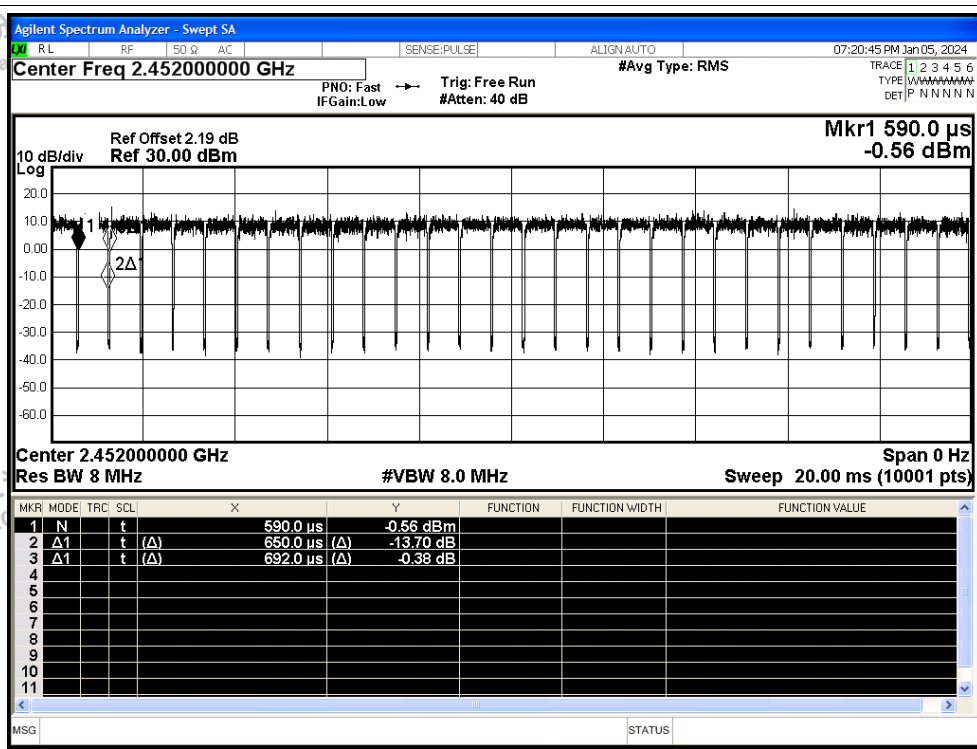 Agilent Spectrum Analyzer - Swept SA
LXI RL RF 50 Ω AC SENSE:PULSE ALIGN AUTO 07:20:45 PM Jan 05, 2024
Center Freq 2.452000000 GHz #Avg Type: RMS TRACE 1 2 3 4 5 6
PNO: Fast Trig: Free Run TYPE
IFGain:Low #Atten: 40 dB DET P N N N N N
Mkr1 590.0 µs
Ref Offset 2.19 dB
10 dB/div Ref 30.00 dBm -0.56 dBm
Log
20.0
10.0
1
0.00
2Δ1
-10.0
-20.0
-30.0
-40.0
-50.0
-60.0
Center 2.452000000 GHz Span 0 Hz
Res BW 8 MHz #VBW 8.0 MHz Sweep 20.00 ms (10001 pts)
MKR MODE TRC SCL X Y FUNCTION FUNCTION WIDTH FUNCTION VALUE
1 N t 590.0 µs -0.56 dBm
2 Δ1 t (Δ) 650.0 µs (Δ) -13.70 dB
3 Δ1 t (Δ) 692.0 µs (Δ) -0.38 dB
4
5
6
7
8
9
10
11
MSG STATUS